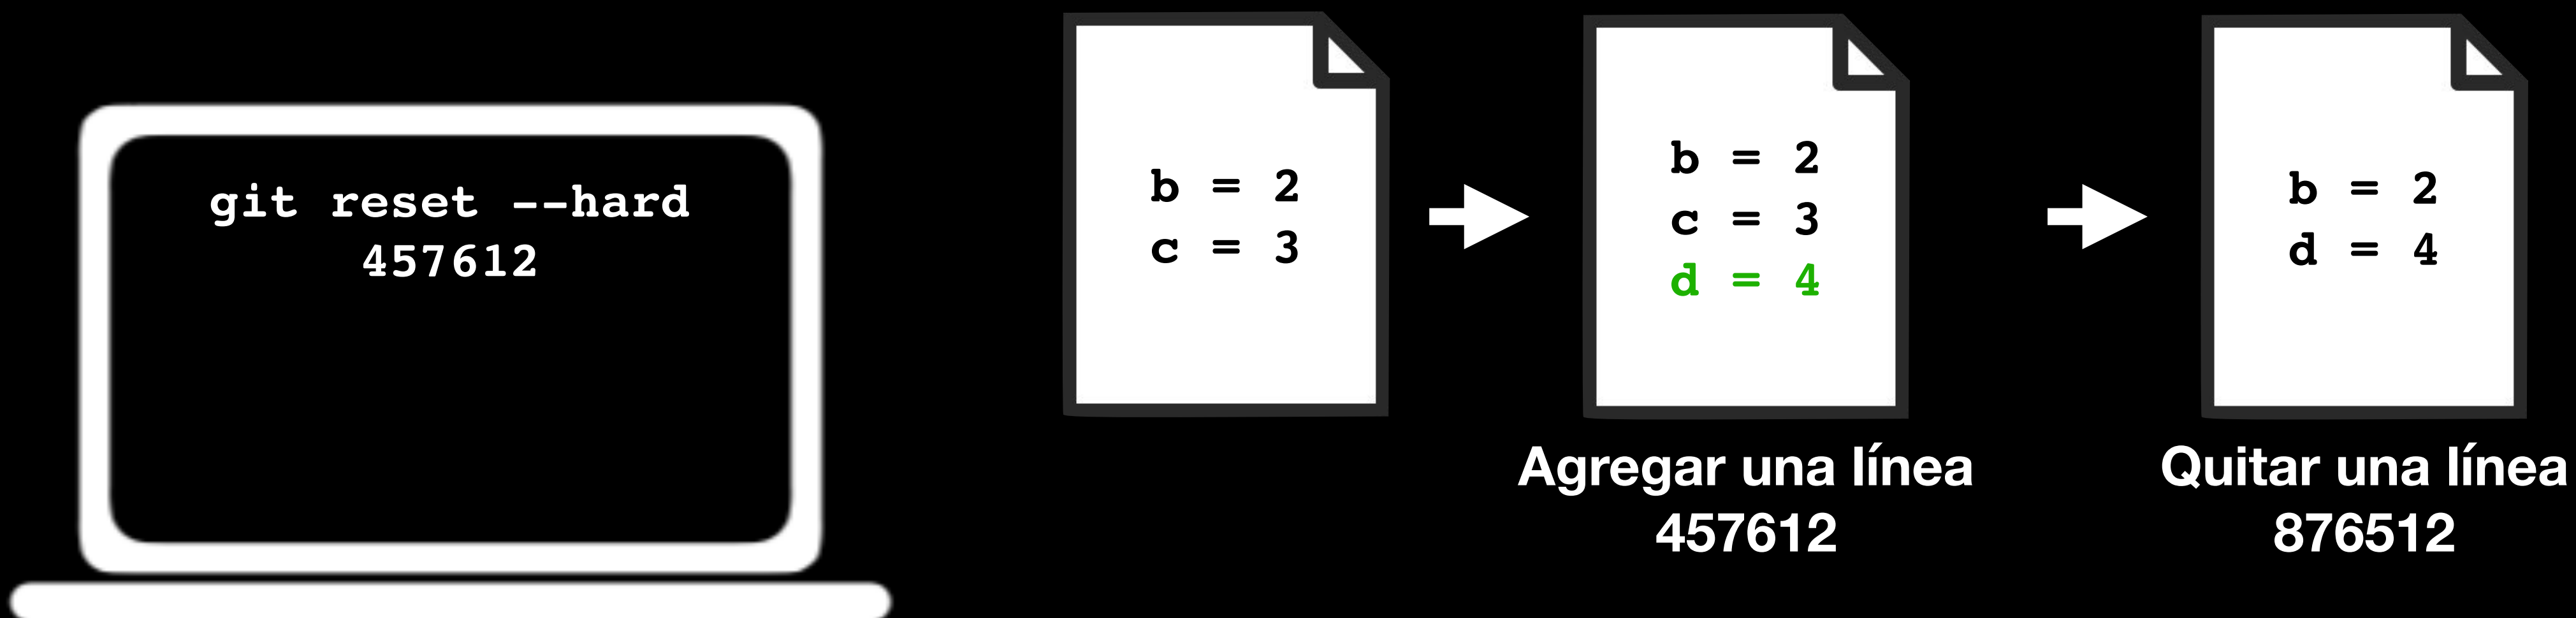 git reset --hard
457612
b = 2
c = 3
b = 2
c = 3
d = 4
Agregar una línea
457612
b = 2
d = 4
Quitar una línea
876512